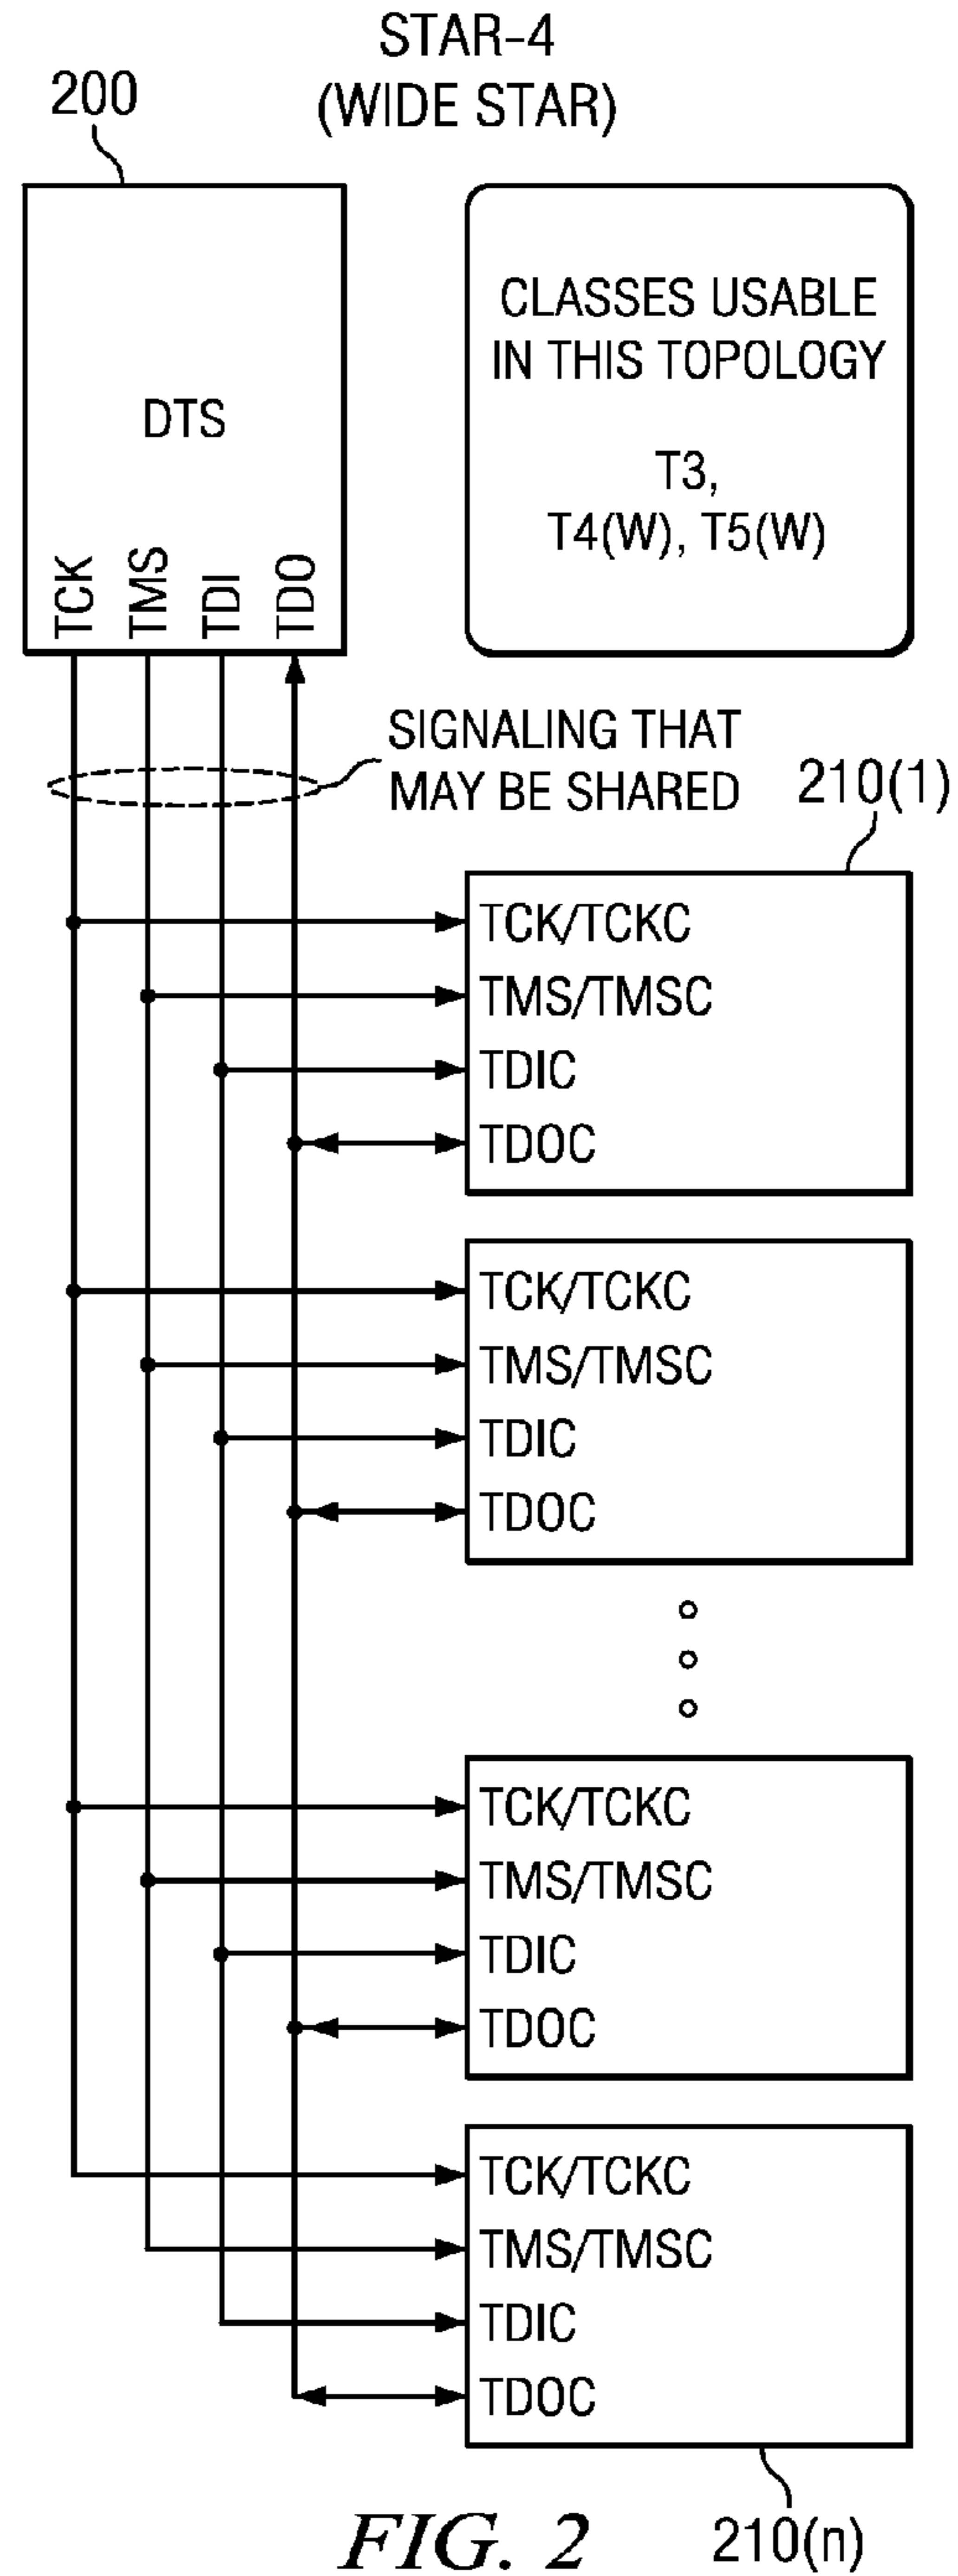 STAR-4
(WIDE STAR)
200
DTS
TCK
TMS
TDI
TDO
CLASSES USABLE
IN THIS TOPOLOGY
T3,
T4(W), T5(W)
SIGNALING THAT
MAY BE SHARED
210(1)
TCK/TCKC
TMS/TMSC
TDIC
TDOC
TCK/TCKC
TMS/TMSC
TDIC
TDOC
TCK/TCKC
TMS/TMSC
TDIC
TDOC
TCK/TCKC
TMS/TMSC
TDIC
TDOC
210(n)
FIG. 2